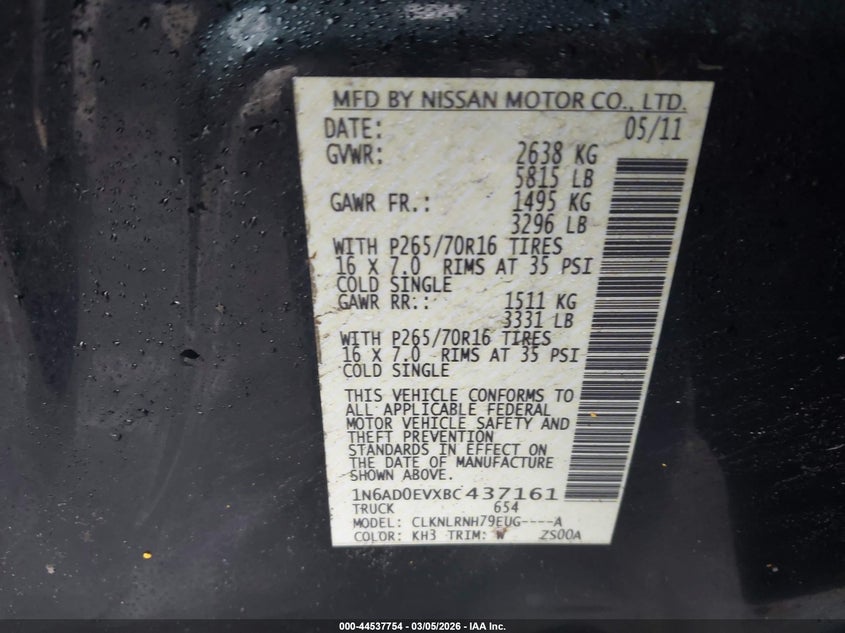 MFD BY NISSAN MOTOR CO., LTD.
DATE: 05/11
GVWR: 2638 KG
5815 LB
GAWR FR.: 1495 KG
3296 LB
WITH P265/70R16 TIRES
16 X 7.0 RIMS AT 35 PSI
COLD SINGLE
GAWR RR.: 1511 KG
3331 LB
WITH P265/70R16 TIRES
16 X 7.0 RIMS AT 35 PSI
COLD SINGLE
THIS VEHICLE CONFORMS TO
ALL APPLICABLE FEDERAL
MOTOR VEHICLE SAFETY AND
THEFT PREVENTION
STANDARDS IN EFFECT ON
THE DATE OF MANUFACTURE
SHOWN ABOVE.
1N6AD0EVXBC437161
TRUCK 654
MODEL: CLKNLRNH79EUG----A
COLOR: KH3 TRIM: W ZS00A
000-44537754 - 03/05/2026 - IAA Inc.